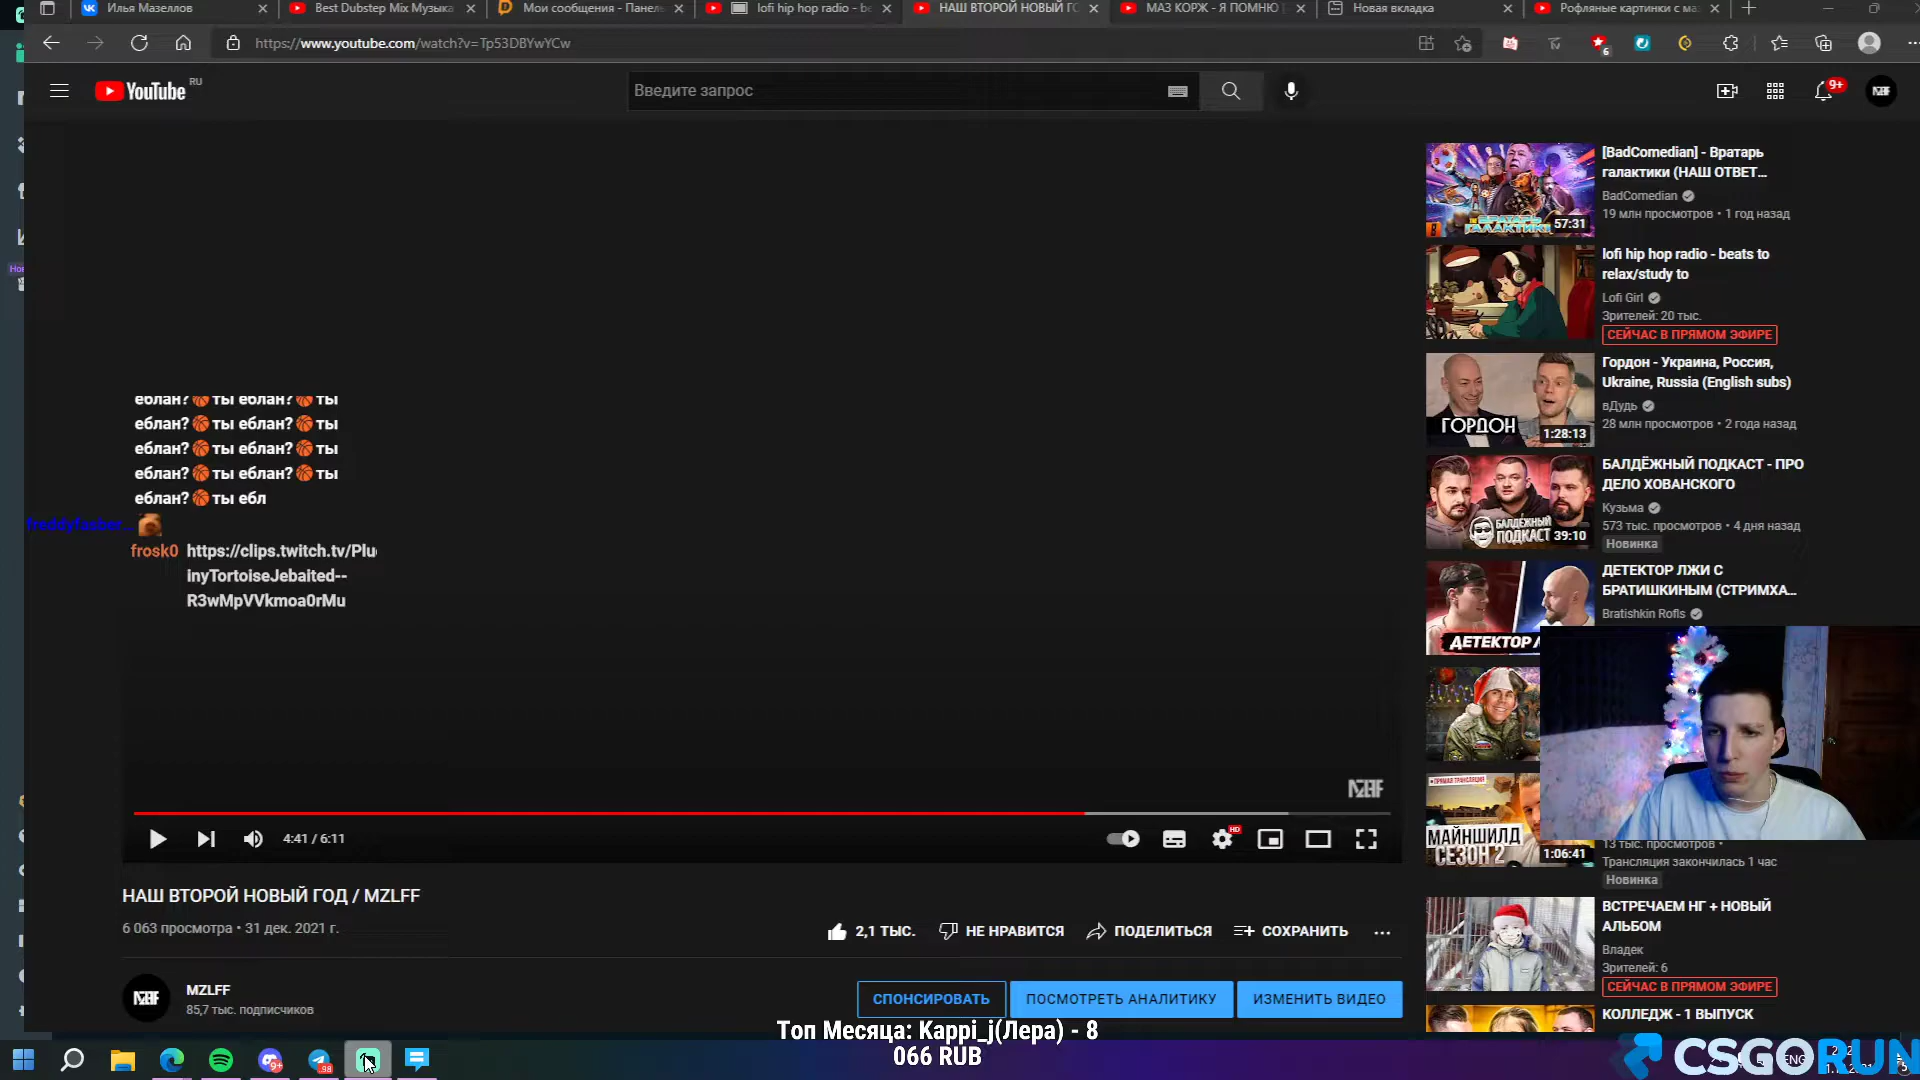 Илья Мазеллов
Best Dubstep Mix Музыка
Мои сообщения - Панель
lofi hip hop radio - be
НАШ ВТОРОЙ НОВЫЙ ГО
МАЗ КОРЖ - Я ПОМНЮ
Новая вкладка
Рофляные картинки с ма
https://www.youtube.com/watch?v=Tp53DBYwYCw
YouTube RU
Введите запрос
9+
еблан?🏀ты еблан?🏀ты
еблан?🏀ты еблан?🏀ты
еблан?🏀ты еблан?🏀ты
еблан?🏀ты еблан?🏀ты
еблан?🏀ты ебл
frosk0 https://clips.twitch.tv/Plu
inyTortoiseJebaited--
R3wMpVVkmoa0rMu
4:41 / 6:11
HD
MZLFF
НАШ ВТОРОЙ НОВЫЙ ГОД / MZLFF
6 063 просмотра • 31 дек. 2021 г.
2,1 ТЫС.
НЕ НРАВИТСЯ
ПОДЕЛИТЬСЯ
СОХРАНИТЬ
MZLFF
85,7 тыс. подписчиков
СПОНСИРОВАТЬ
ПОСМОТРЕТЬ АНАЛИТИКУ
ИЗМЕНИТЬ ВИДЕО
57:31
[BadComedian] - Вратарь
галактики (НАШ ОТВЕТ...
BadComedian
19 млн просмотров • 1 год назад
lofi hip hop radio - beats to
relax/study to
Lofi Girl
Зрителей: 20 тыс.
СЕЙЧАС В ПРЯМОМ ЭФИРЕ
ГОРДОН
1:28:13
Гордон - Украина, Россия,
Ukraine, Russia (English subs)
вДудь
28 млн просмотров • 2 года назад
БАЛДЁЖНЫЙ
ПОДКАСТ
39:10
БАЛДЁЖНЫЙ ПОДКАСТ - ПРО
ДЕЛО ХОВАНСКОГО
Кузьма
573 тыс. просмотров • 4 дня назад
Новинка
ДЕТЕКТОР Л
ДЕТЕКТОР ЛЖИ С
БРАТИШКИНЫМ (СТРИМХА...
Bratishkin Rofls
МАЙНШИЛД
СЕЗОН 2
1:06:41
13 тыс. просмотров •
Трансляция закончилась 1 час
Новинка
ВСТРЕЧАЕМ НГ + НОВЫЙ
АЛЬБОМ
Владек
Зрителей: 6
СЕЙЧАС В ПРЯМОМ ЭФИРЕ
КОЛЛЕДЖ - 1 ВЫПУСК
Топ Месяца: Kappi_j(Лера) - 8
066 RUB
9+
98
ENG
CSGORUN